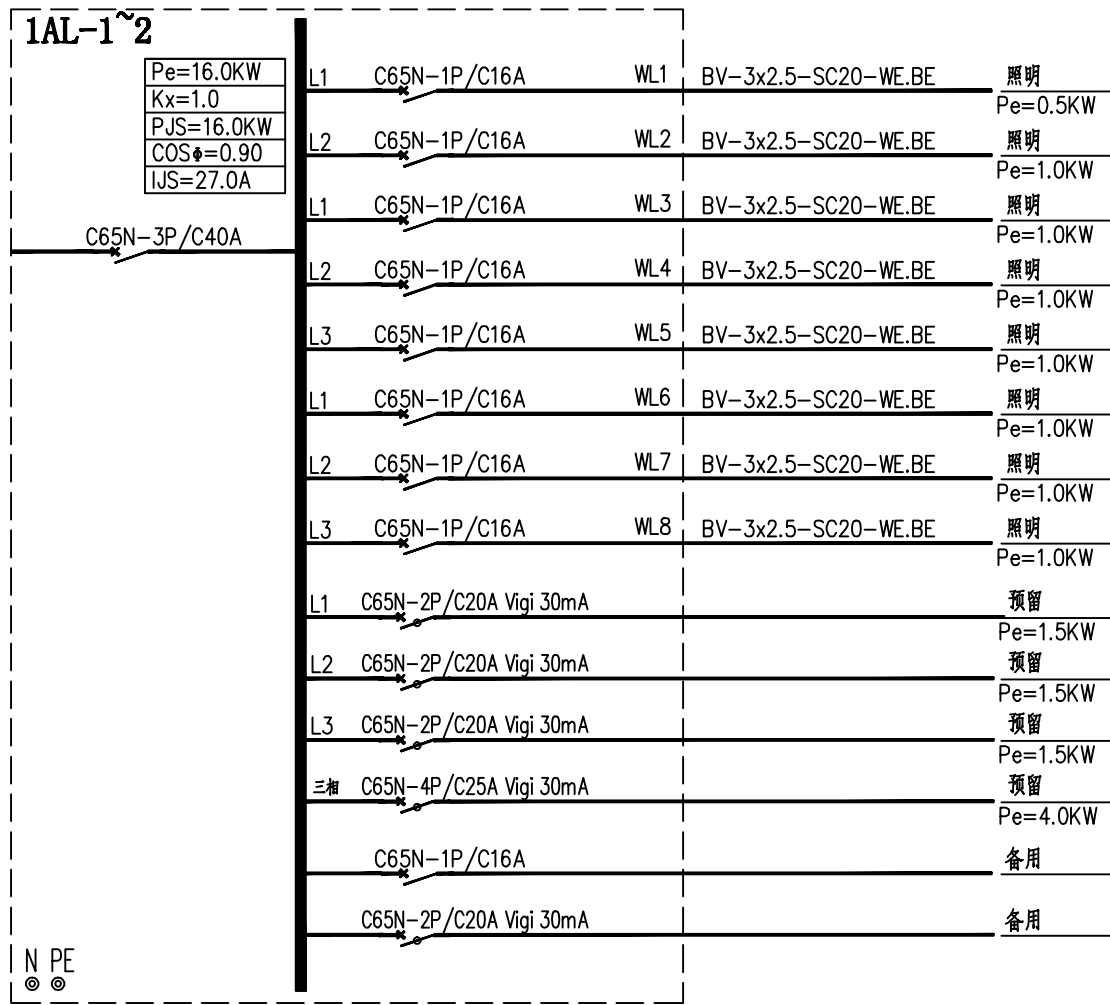 1AL-1~2
Pe=16.0KW
Kx=1.0
PJS=16.0KW
COSΦ=0.90
IJS=27.0A
C65N-3P/C40A
L1 C65N-1P/C16A WL1 BV-3x2.5-SC20-WE.BE 照明
Pe=0.5KW
L2 C65N-1P/C16A WL2 BV-3x2.5-SC20-WE.BE 照明
Pe=1.0KW
L1 C65N-1P/C16A WL3 BV-3x2.5-SC20-WE.BE 照明
Pe=1.0KW
L2 C65N-1P/C16A WL4 BV-3x2.5-SC20-WE.BE 照明
Pe=1.0KW
L3 C65N-1P/C16A WL5 BV-3x2.5-SC20-WE.BE 照明
Pe=1.0KW
L1 C65N-1P/C16A WL6 BV-3x2.5-SC20-WE.BE 照明
Pe=1.0KW
L2 C65N-1P/C16A WL7 BV-3x2.5-SC20-WE.BE 照明
Pe=1.0KW
L3 C65N-1P/C16A WL8 BV-3x2.5-SC20-WE.BE 照明
Pe=1.0KW
L1 C65N-2P/C20A Vigi 30mA 预留
Pe=1.5KW
L2 C65N-2P/C20A Vigi 30mA 预留
Pe=1.5KW
L3 C65N-2P/C20A Vigi 30mA 预留
Pe=1.5KW
三相 C65N-4P/C25A Vigi 30mA 预留
Pe=4.0KW
C65N-1P/C16A 备用
C65N-2P/C20A Vigi 30mA 备用
N PE